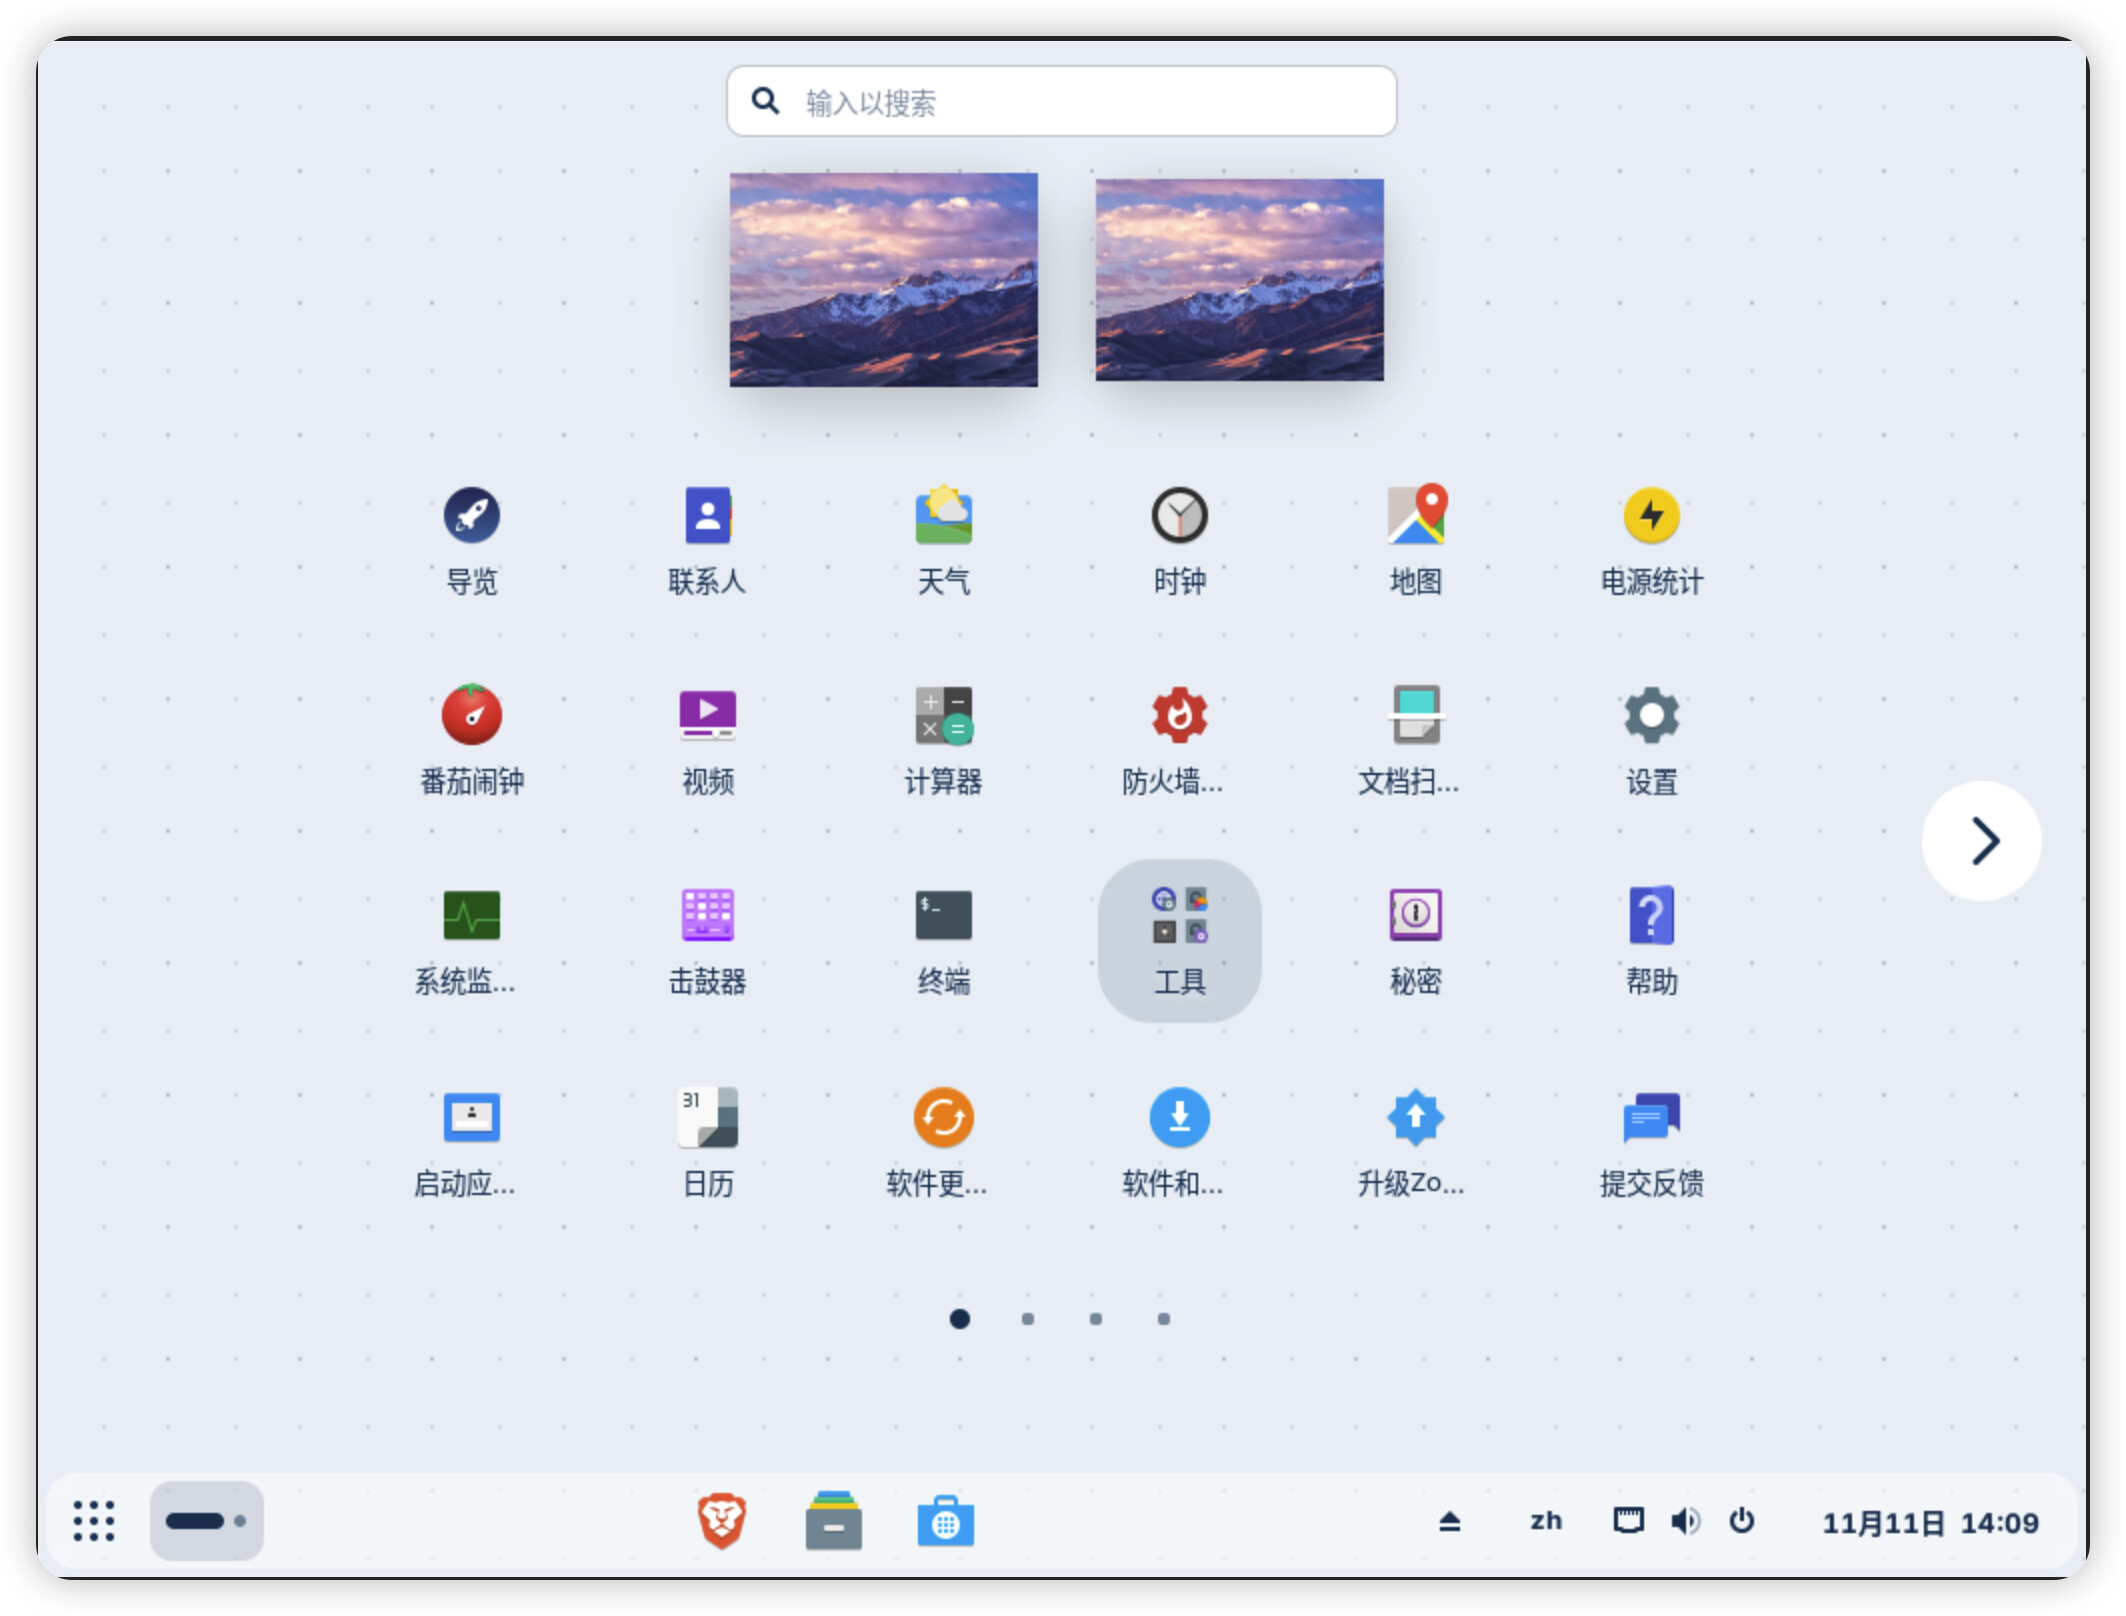 输入以搜索
导览
联系人
天气
时钟
地图
电源统计
番茄闹钟
视频
计算器
防火墙...
文档扫...
设置
系统监...
击鼓器
$_
终端
工具
秘密
帮助
启动应...
31
日历
软件更...
软件和...
升级Zo...
提交反馈
zh
11月11日 14:09